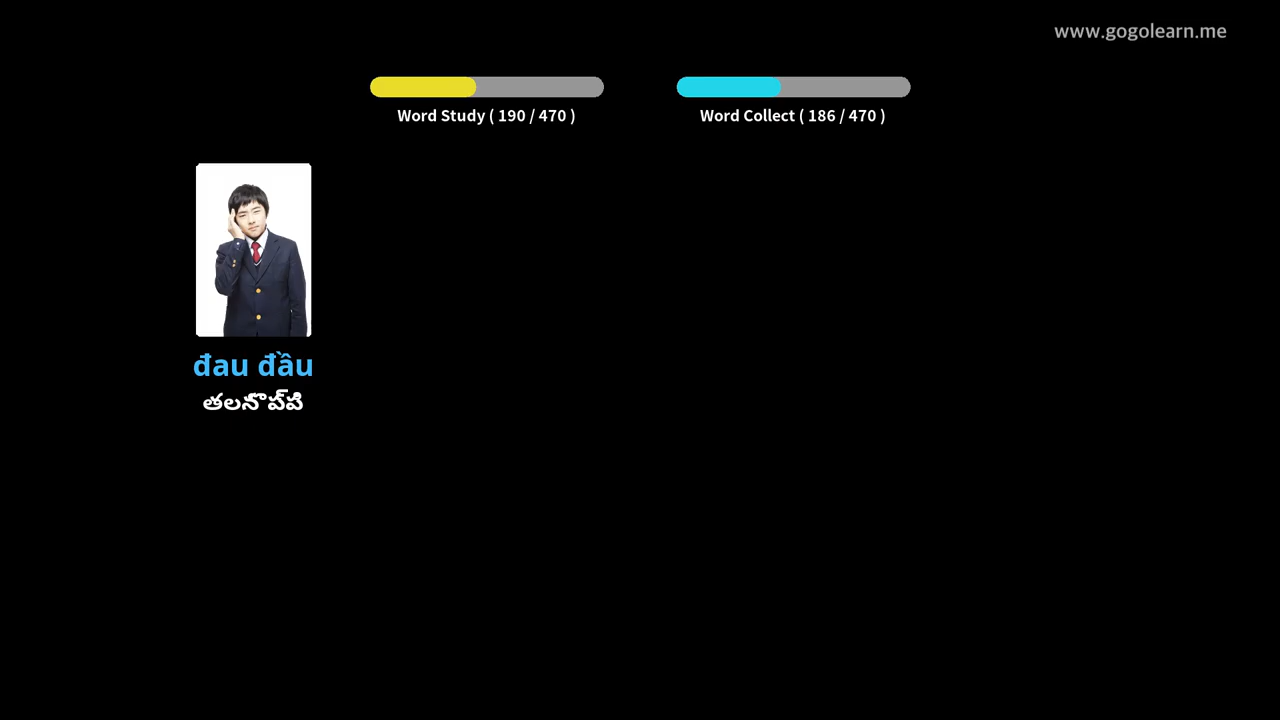 www.gogolearn.me
Word Study ( 190 / 470 )
Word Collect ( 186 / 470 )
đau đầu
తలనొప్పి